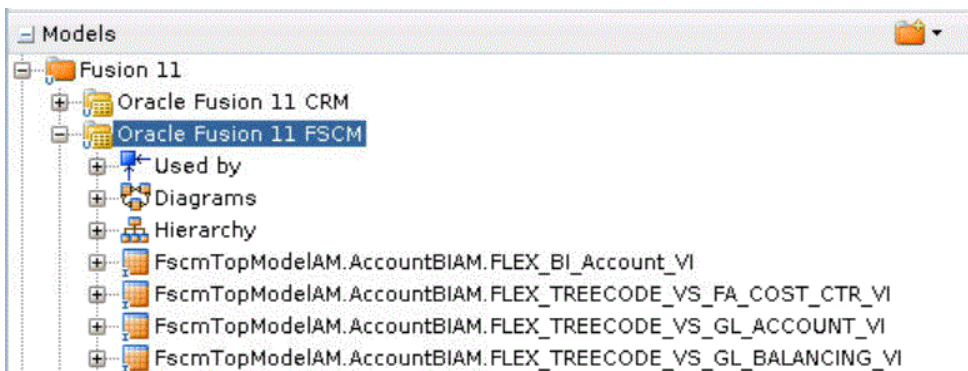 Models
Fusion 11
Oracle Fusion 11 CRM
Oracle Fusion 11 FSCM
Used by
Diagrams
Hierarchy
FscmTopModelAM.AccountBIAM.FLEX_BI_Account_VI
FscmTopModelAM.AccountBIAM.FLEX_TREECODE_VS_FA_COST_CTR_VI
FscmTopModelAM.AccountBIAM.FLEX_TREECODE_VS_GL_ACCOUNT_VI
FscmTopModelAM.AccountBIAM.FLEX_TREECODE_VS_GL_BALANCING_VI